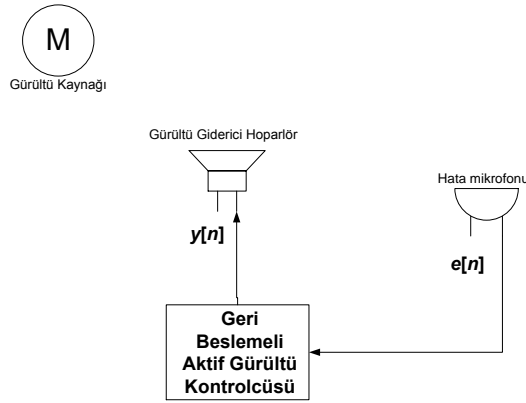 M
Gürültü Kaynağı
Gürültü Giderici Hoparlör
Hata mikrofonu
y[n]
e[n]
Geri
Beslemeli
Aktif Gürültü
Kontrolcüsü